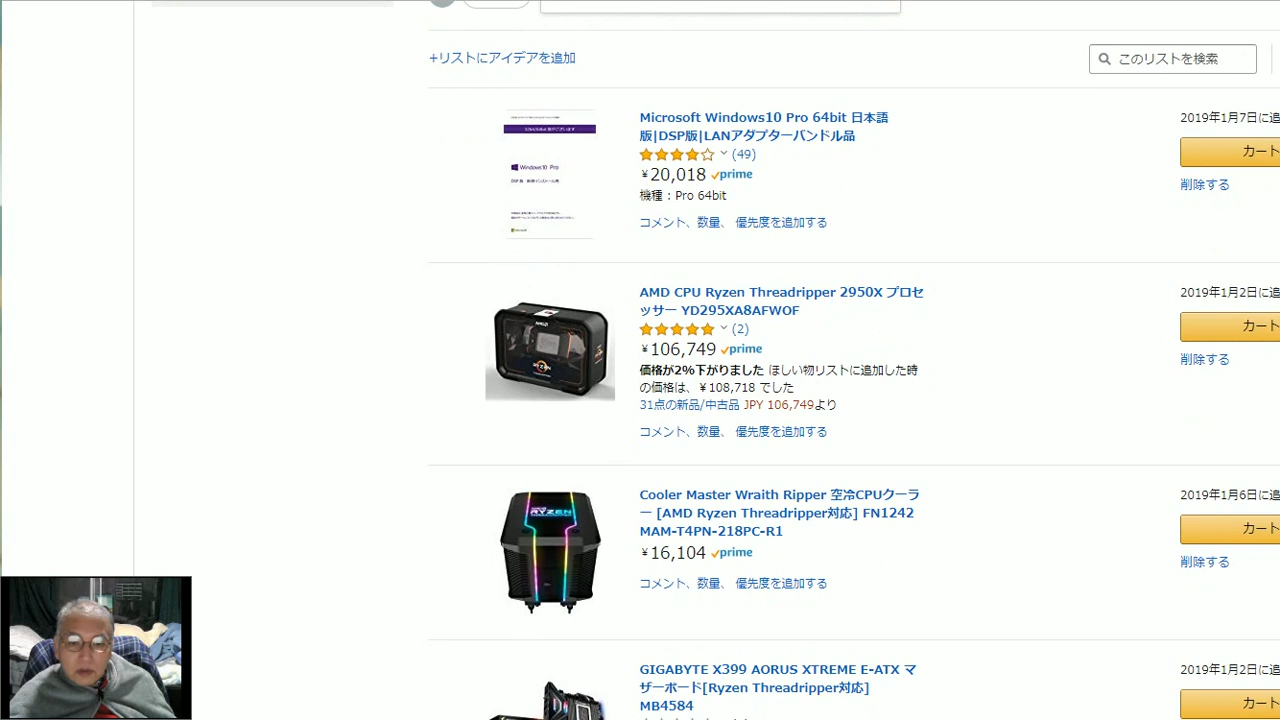 +リストにアイデアを追加
このリストを検索
Microsoft Windows10 Pro 64bit 日本語
版|DSP版|LANアダプターバンドル品
(49)
¥20,018 prime
機種：Pro 64bit
コメント、数量、 優先度を追加する
2019年1月7日に追
カート
削除する
Windows10 Pro
Microsoft
AMD CPU Ryzen Threadripper 2950X プロセ
ッサー YD295XA8AFWOF
(2)
¥106,749 prime
価格が2%下がりました ほしい物リストに追加した時
の価格は、¥108,718 でした
31点の新品/中古品 JPY 106,749より
コメント、数量、 優先度を追加する
2019年1月2日に追
カート
削除する
AMD
RYZEN
Cooler Master Wraith Ripper 空冷CPUクーラ
ー [AMD Ryzen Threadripper対応] FN1242
MAM-T4PN-218PC-R1
¥16,104 prime
コメント、数量、 優先度を追加する
2019年1月6日に追
カート
削除する
RYZEN
GIGABYTE X399 AORUS XTREME E-ATX マ
ザーボード[Ryzen Threadripper対応]
MB4584
2019年1月2日に追
カート